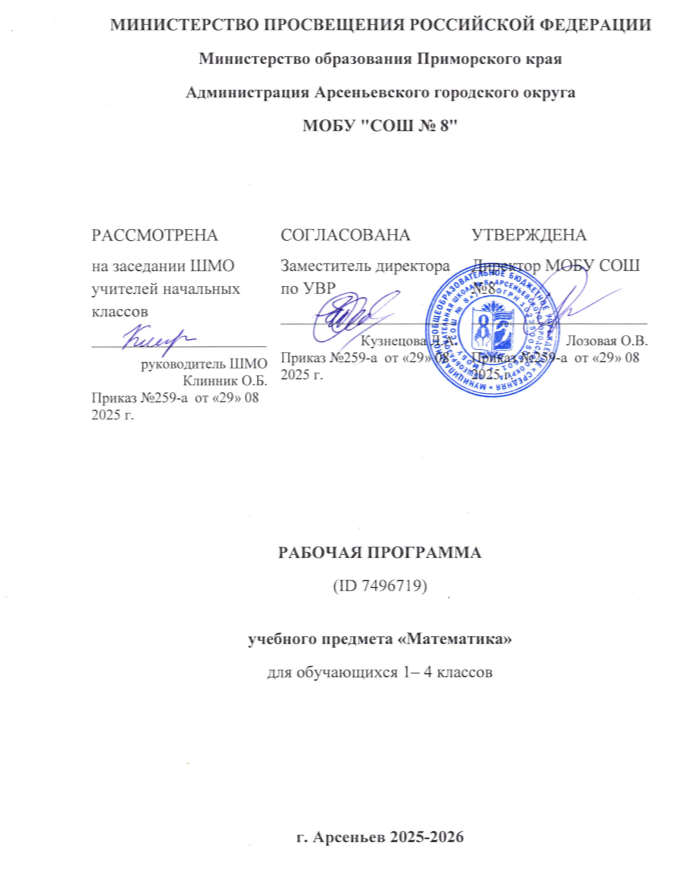 МИНИСТЕРСТВО ПРОСВЕЩЕНИЯ РОССИЙСКОЙ ФЕДЕРАЦИИ
Министерство образования Приморского края
Администрация Арсеньевского городского округа
МОБУ "СОШ № 8"
РАССМОТРЕНА
на заседании ШМО
учителей начальных
классов
руководитель ШМО
Клинник О.Б.
Приказ №259-а от «29» 08
2025 г.
СОГЛАСОВАНА
Заместитель директора
по УВР
Кузнецова
Приказ №259-а от «29» 08
2025 г.
УТВЕРЖДЕНА
Директор МОБУ СОШ
№8
Лозовая О.В.
Приказ №259-а от «29» 08
2025 г.
8
РАБОЧАЯ ПРОГРАММА
(ID 7496719)
учебного предмета «Математика»
для обучающихся 1– 4 классов
г. Арсеньев 2025-2026